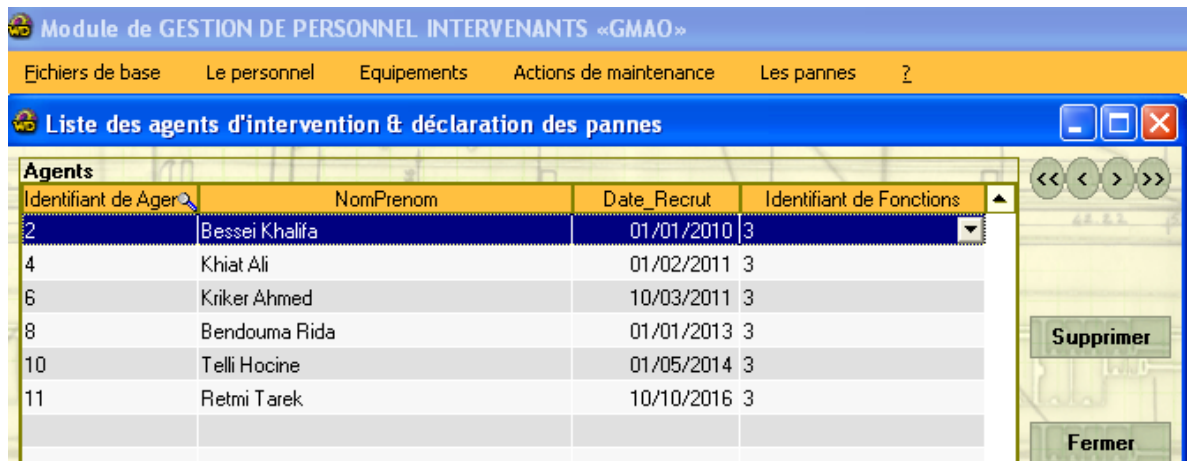 Module de GESTION DE PERSONNEL INTERVENANTS «GMAO»
Fichiers de base Le personnel Equipements Actions de maintenance Les pannes ?
Liste des agents d'intervention & déclaration des pannes
Agents
<< < > >>
Identifiant de Agen NomPrenom Date_Recrut Identifiant de Fonctions
2 Bessei Khalifa 01/01/2010 3
4 Khiat Ali 01/02/2011 3
6 Kriker Ahmed 10/03/2011 3
8 Bendouma Rida 01/01/2013 3
Supprimer
10 Telli Hocine 01/05/2014 3
11 Retmi Tarek 10/10/2016 3
Fermer